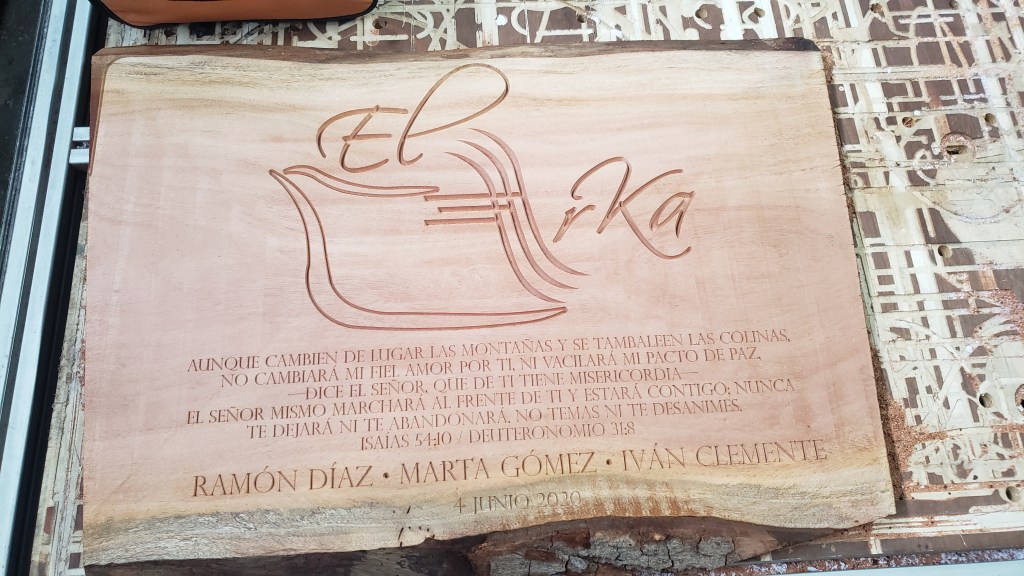 El
Arka
AUNQUE CAMBIEN DE LUGAR LAS MONTAÑAS Y SE TAMBALEEN LAS COLINAS,
NO CAMBIARÁ MI FIEL AMOR POR TI, NI VACILARÁ MI PACTO DE PAZ,
—DICE EL SEÑOR, QUE DE TI TIENE MISERICORDIA—
EL SEÑOR MISMO MARCHARÁ AL FRENTE DE TI Y ESTARÁ CONTIGO; NUNCA
TE DEJARÁ NI TE ABANDONARÁ. NO TEMAS NI TE DESANIMES.
ISAÍAS 54:10 / DEUTERONOMIO 31:8
RAMÓN DÍAZ • MARTA GÓMEZ • IVÁN CLEMENTE
4 JUNIO 2020